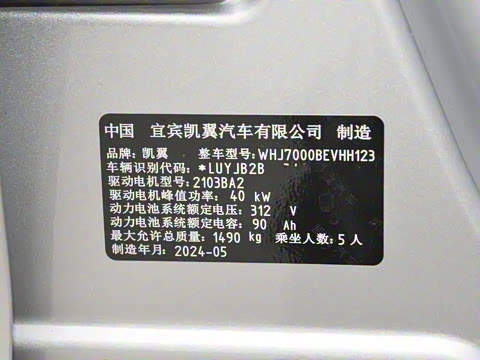 中国 宜宾凯翼汽车有限公司 制造
品牌：凯翼 整车型号：WHJ7000BEVHH123
车辆识别代码：*LUYJB2B
驱动电机型号：2103BA2
驱动电机峰值功率：40 kW
动力电池系统额定电压：312 V
动力电池系统额定容：90 Ah
最大允许总质量：1490 kg 乘坐人数：5 人
制造年月：2024-05